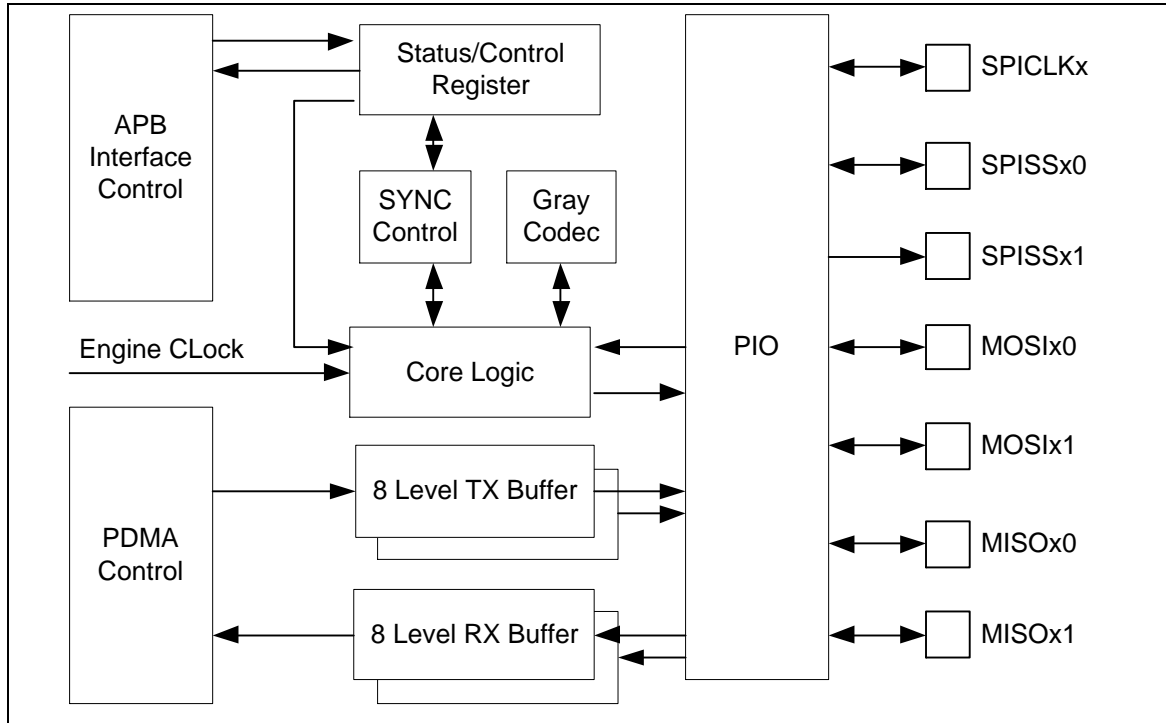 APB
Interface
Control
Status/Control
Register
SYNC
Control
Gray
Codec
Engine CLock
Core Logic
PDMA
Control
8 Level TX Buffer
8 Level RX Buffer
PIO
SPICLKx
SPISSx0
SPISSx1
MOSIx0
MOSIx1
MISOx0
MISOx1